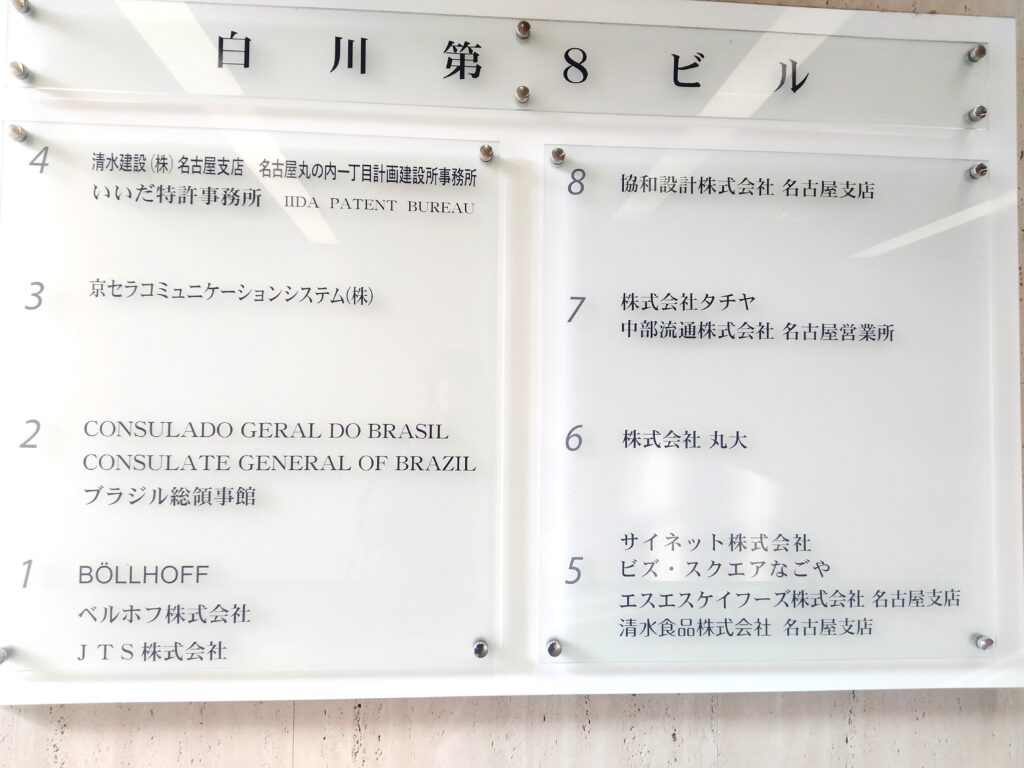 白川第8ビル
4 清水建設(株)名古屋支店 名古屋丸の内一丁目計画建設所事務所
いいだ特許事務所 IIDA PATENT BUREAU
3 京セラコミュニケーションシステム(株)
2 CONSULADO GERAL DO BRASIL
CONSULATE GENERAL OF BRAZIL
ブラジル総領事館
1 BÖLLHOFF
ベルホフ株式会社
JTS株式会社
8 協和設計株式会社 名古屋支店
7 株式会社タチヤ
中部流通株式会社 名古屋営業所
6 株式会社 丸大
サイネット株式会社
5 ビズ・スクエアなごや
エスエスケイフーズ株式会社 名古屋支店
清水食品株式会社 名古屋支店